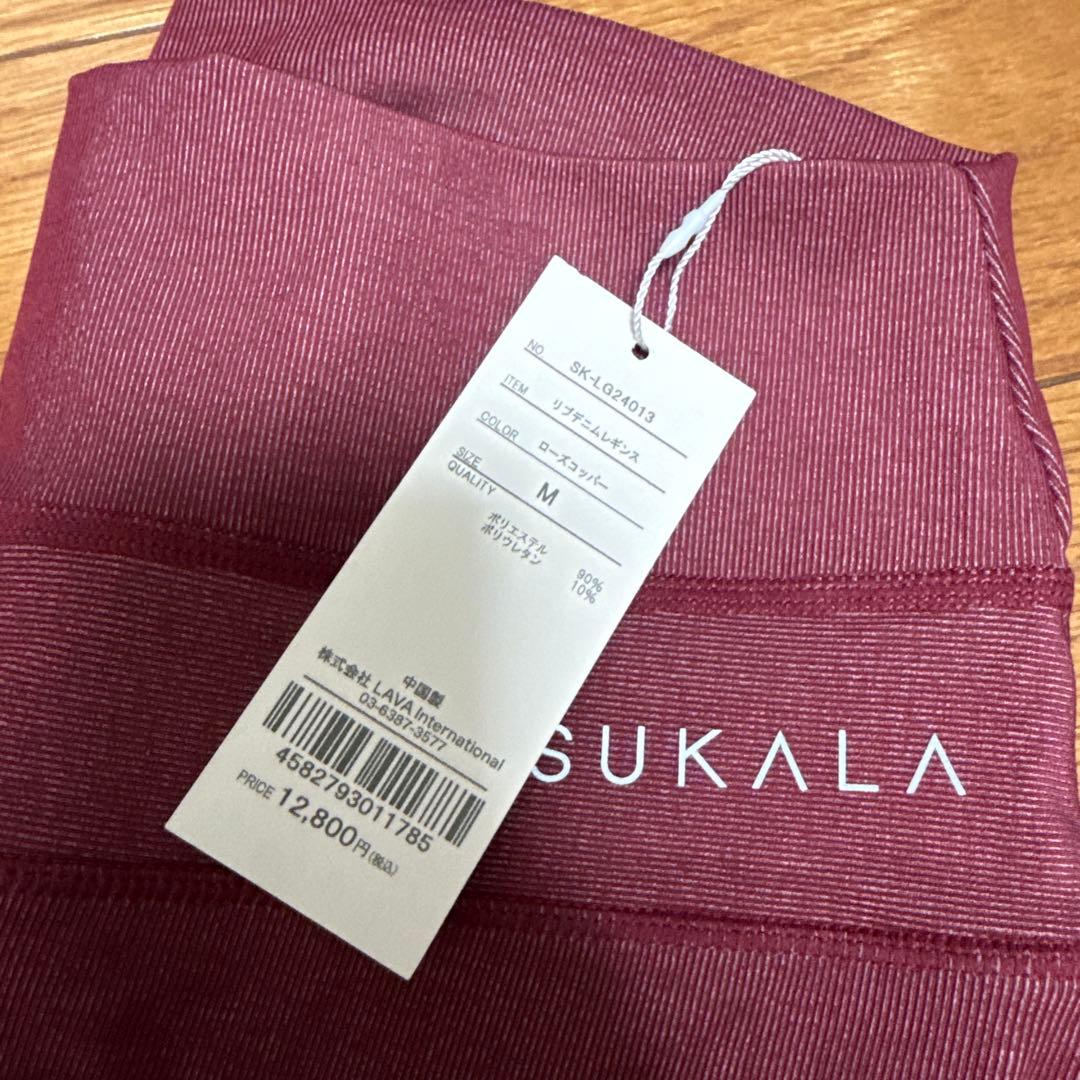 NO SK-LG24013
ITEM リブデニムレギンス
COLOR ローズコッパー
SIZE M
QUALITY
ポリエステル 90%
ポリウレタン 10%
中国製
株式会社 LAVA International
03-6387-3577
4582793011785
PRICE 12,800円(税込)
SUKALA